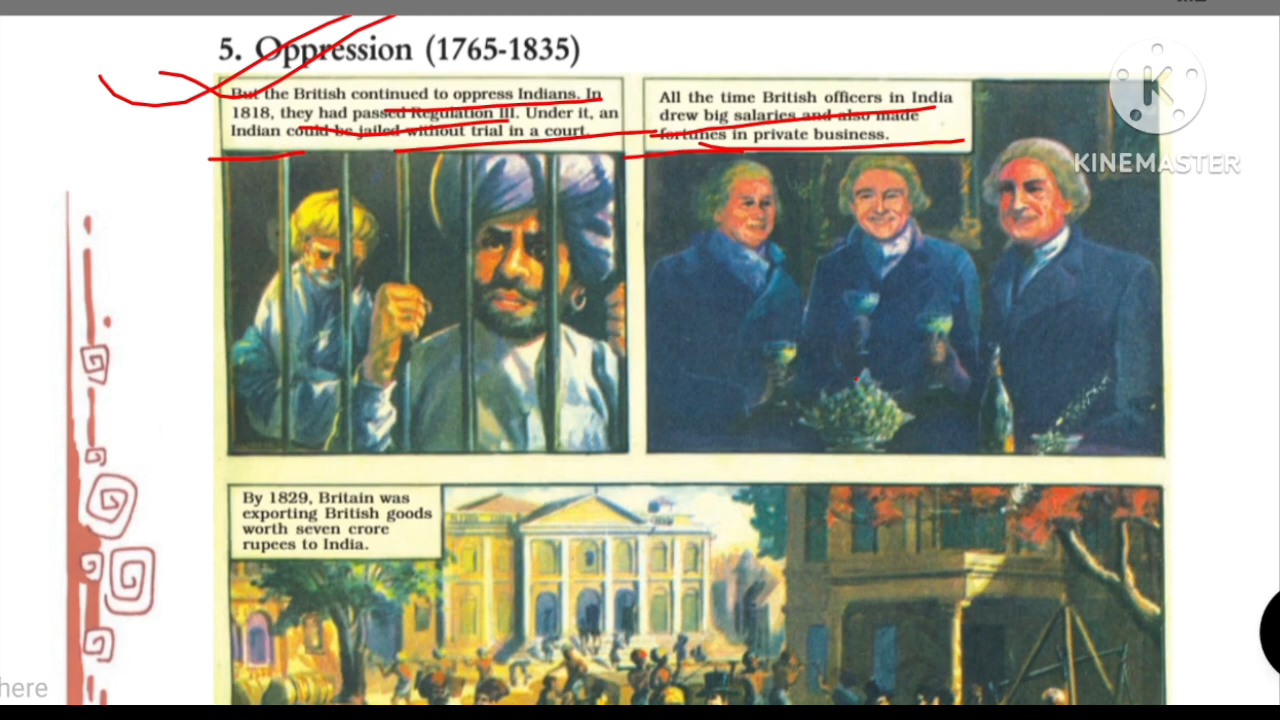 5. Oppression (1765-1835)
But the British continued to oppress Indians. In
1818, they had passed Regulation III. Under it, an
Indian could be jailed without trial in a court.
All the time British officers in India
drew big salaries and also made
fortunes in private business.
KINEMASTER
By 1829, Britain was
exporting British goods
worth seven crore
rupees to India.
here